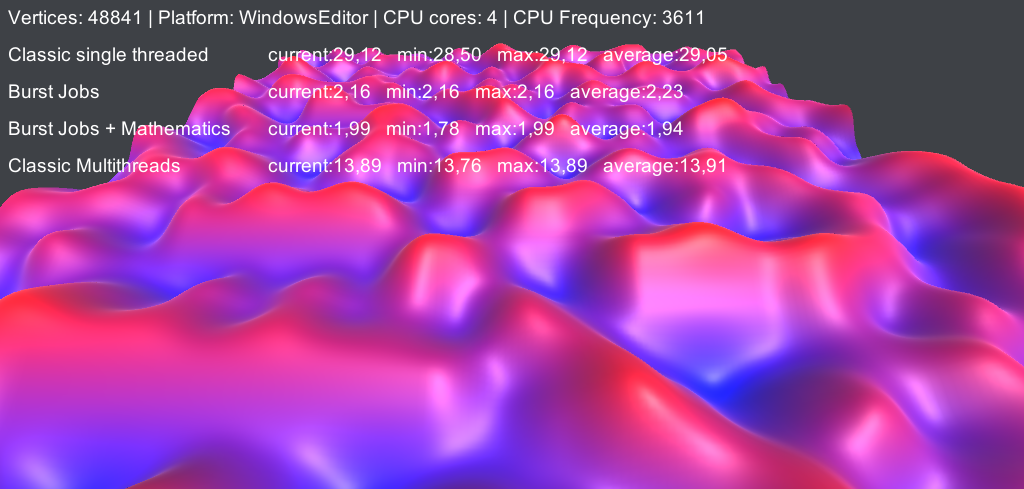 Vertices: 48841 | Platform: WindowsEditor | CPU cores: 4 | CPU Frequency: 3611
Classic single threaded current:29,12 min:28,50 max:29,12 average:29,05
Burst Jobs current:2,16 min:2,16 max:2,16 average:2,23
Burst Jobs + Mathematics current:1,99 min:1,78 max:1,99 average:1,94
Classic Multithreads current:13,89 min:13,76 max:13,89 average:13,91